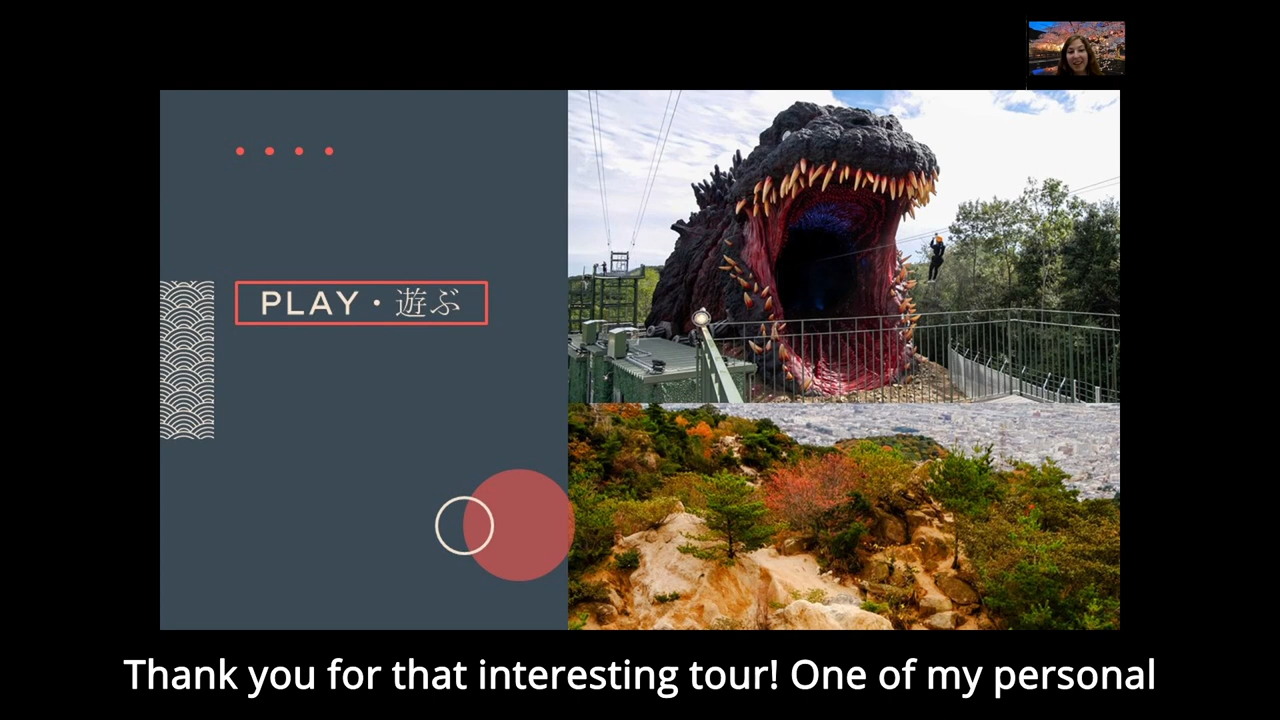 PLAY・遊ぶ
Thank you for that interesting tour! One of my personal